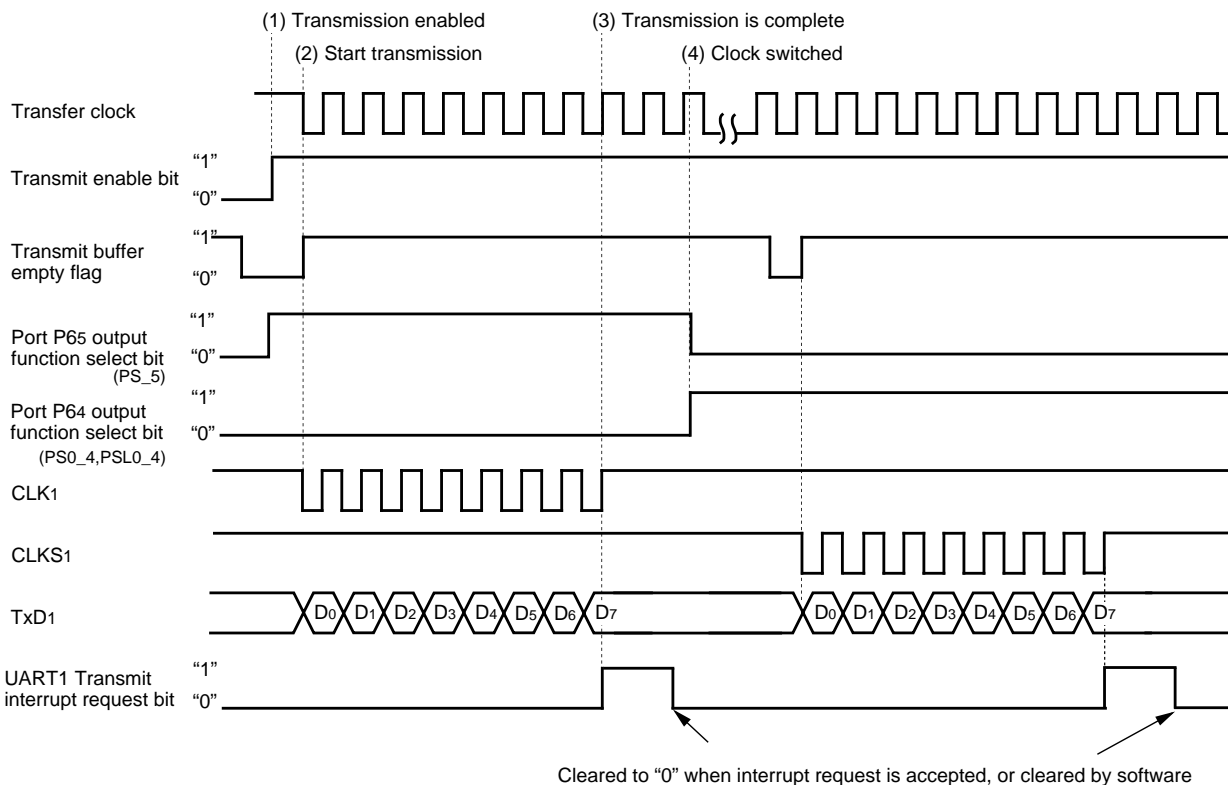 (1) Transmission enabled
(3) Transmission is complete
(2) Start transmission
(4) Clock switched
Transfer clock
“1”
Transmit enable bit
“0”
“1”
Transmit buffer
empty flag
“0”
“1”
Port P65 output
function select bit
“0”
(PS_5)
“1”
Port P64 output
function select bit
“0”
(PS0_4,PSL0_4)
CLK1
CLKS1
TxD1
D0 D1 D2 D3 D4 D5 D6 D7 D0 D1 D2 D3 D4 D5 D6 D7
“1”
UART1 Transmit
interrupt request bit
“0”
Cleared to “0” when interrupt request is accepted, or cleared by software